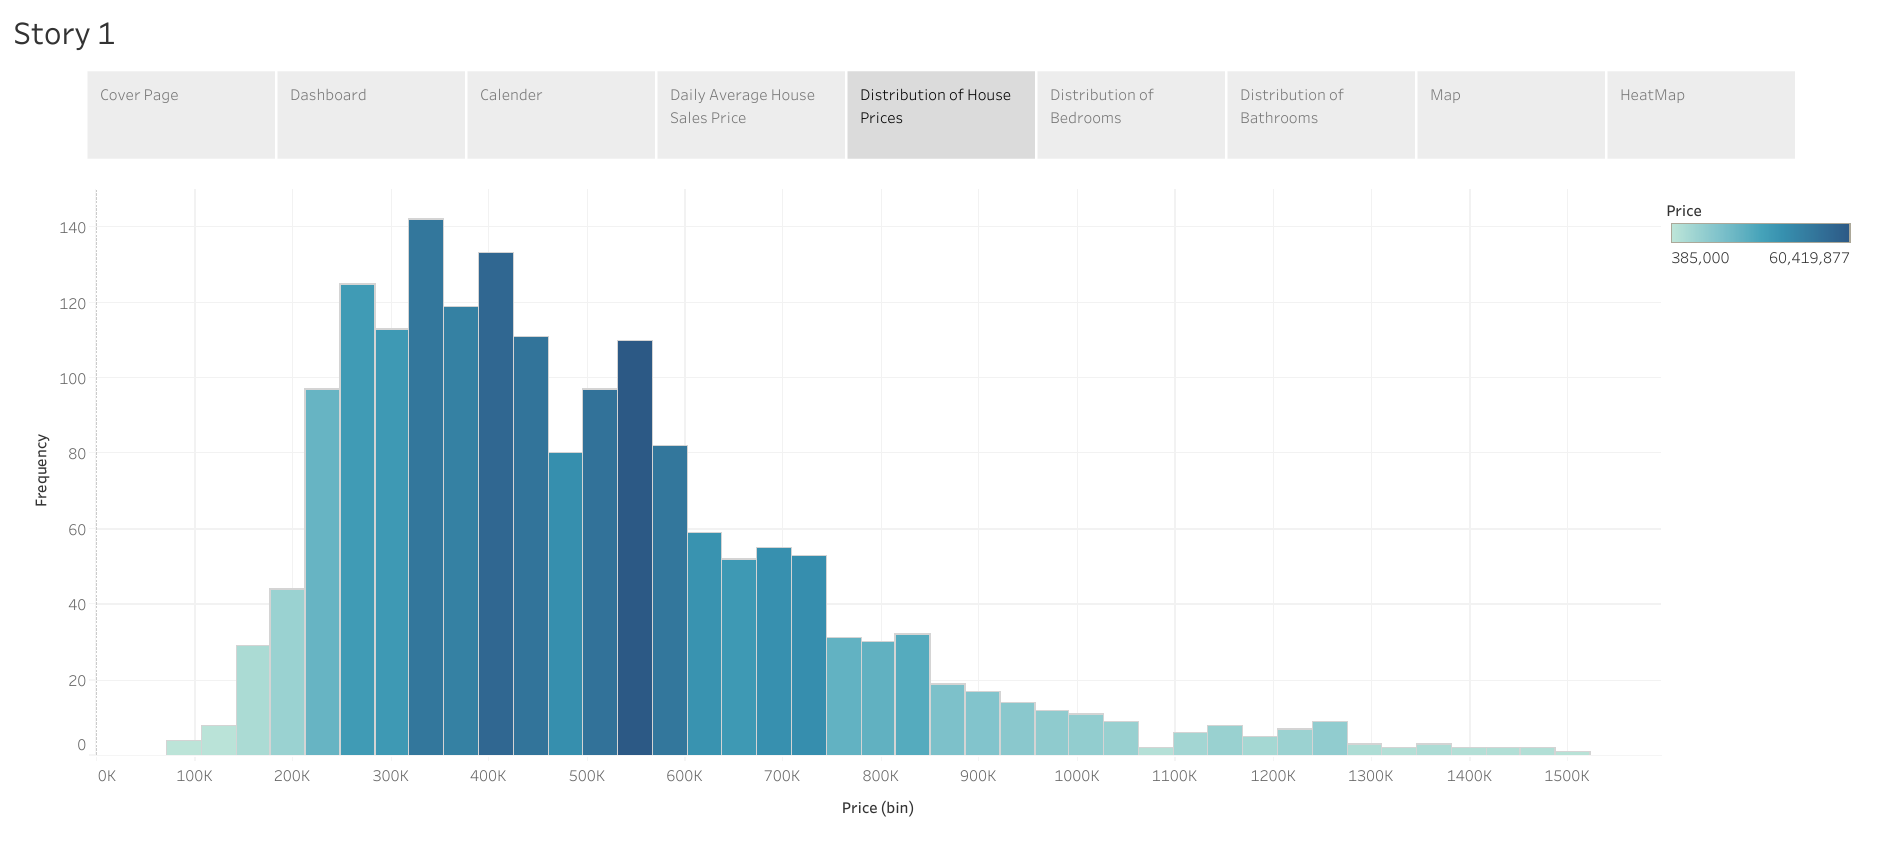 Story 1
Cover Page
Dashboard
Calender
Daily Average House
Sales Price
Distribution of House
Prices
Distribution of
Bedrooms
Distribution of
Bathrooms
Map
HeatMap
Price
385,000 60,419,877
Frequency
140
120
100
80
60
40
20
0
0K 100K 200K 300K 400K 500K 600K 700K 800K 900K 1000K 1100K 1200K 1300K 1400K 1500K
Price (bin)